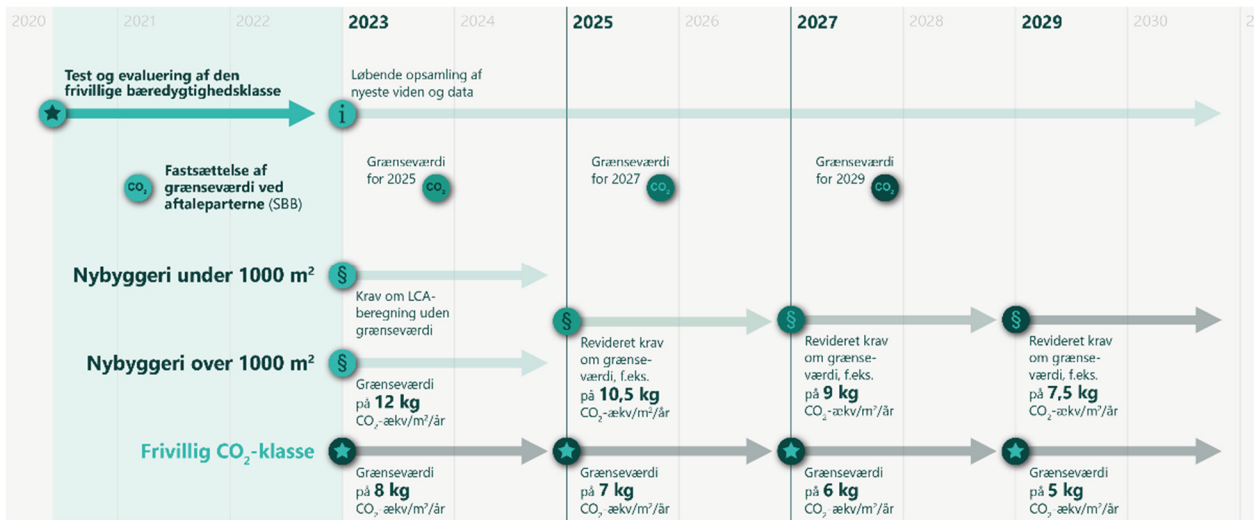 2020 2021 2022 2023 2024 2025 2026 2027 2028 2029 2030
Test og evaluering af den
frivillige bæredygtighedsklasse
Løbende opsamling af
nyeste viden og data
i
CO2
Fastsættelse af
grænseværdi ved
aftaleparterne (SBB)
Grænseværdi
for 2025
CO2
Grænseværdi
for 2027
CO2
Grænseværdi
for 2029
CO2
Nybyggeri under 1000 m²
§
Krav om LCA-
beregning uden
grænseværdi
Nybyggeri over 1000 m²
§
Grænseværdi
på 12 kg
CO2-ækv/m²/år
§
Revideret krav
om grænse-
værdi, f.eks.
på 10,5 kg
CO2-ækv/m²/år
§
Revideret krav
om grænse-
værdi, f.eks.
på 9 kg
CO2-ækv/m²/år
§
Revideret krav
om grænse-
værdi, f.eks.
på 7,5 kg
CO2-ækv/m²/år
Frivillig CO2-klasse
Grænseværdi
på 8 kg
CO2-ækv/m²/år
Grænseværdi
på 7 kg
CO2-ækv/m²/år
Grænseværdi
på 6 kg
CO2-ækv/m²/år
Grænseværdi
på 5 kg
CO2-ækv/m²/år